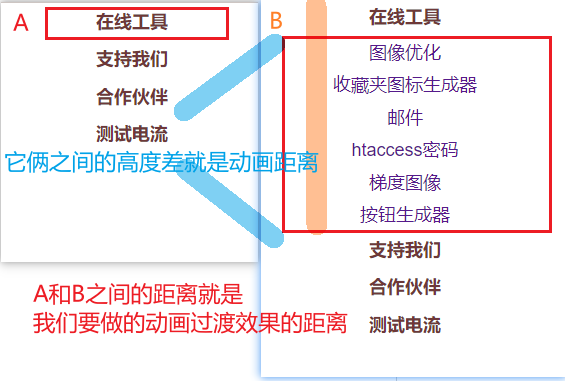 A
在线工具
支持我们
合作伙伴
测试电流
B
在线工具
图像优化
收藏夹图标生成器
邮件
htaccess密码
梯度图像
按钮生成器
支持我们
合作伙伴
测试电流
它俩之间的高度差就是动画距离
A和B之间的距离就是
我们要做的动画过渡效果的距离